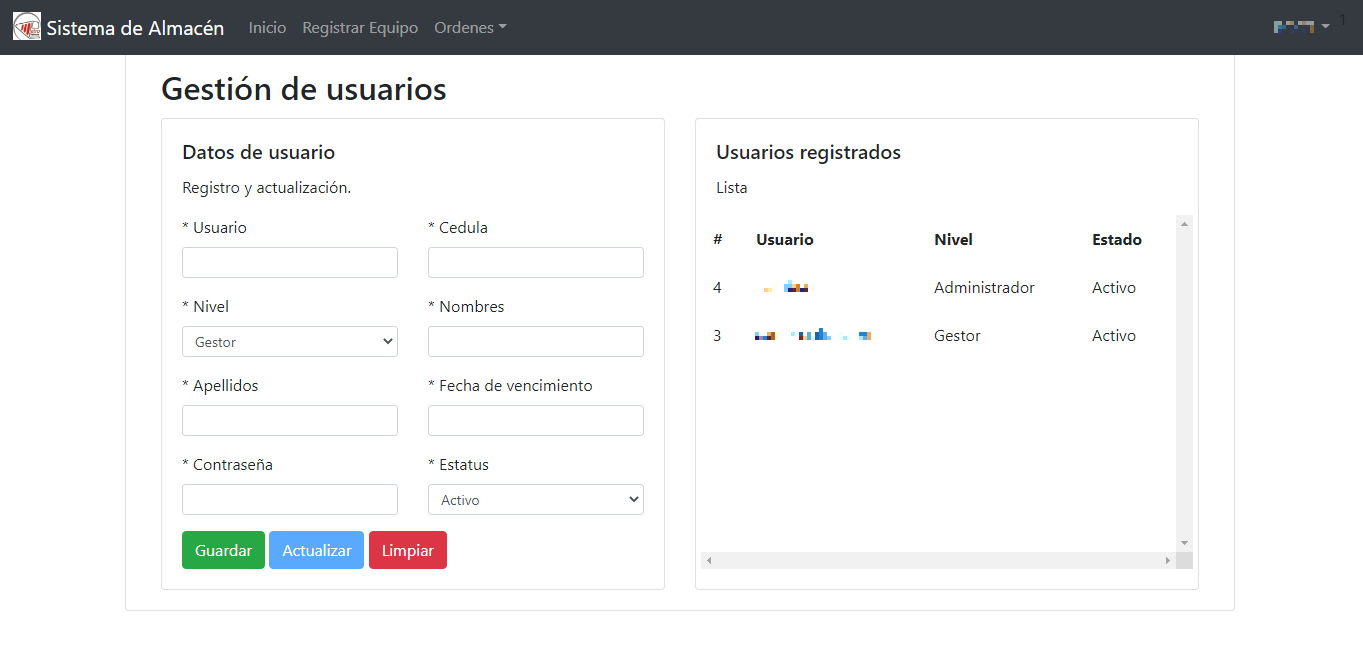 Sistema de Almacén Inicio Registrar Equipo Ordenes 1
Gestión de usuarios
Datos de usuario
Registro y actualización.
* Usuario * Cedula
* Nivel * Nombres
Gestor
* Apellidos * Fecha de vencimiento
* Contraseña * Estatus
Activo
Guardar Actualizar Limpiar
Usuarios registrados
Lista
# Usuario Nivel Estado
4 Administrador Activo
3 Gestor Activo